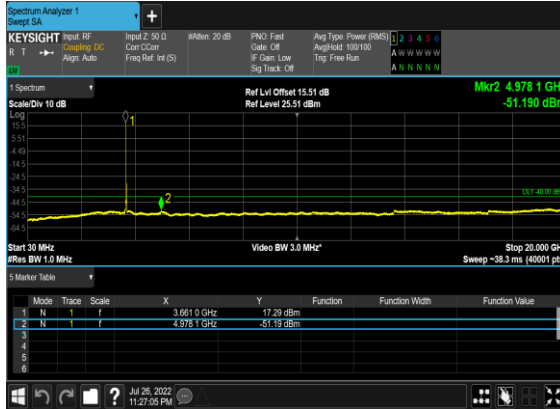 Spectrum Analyzer 1
Swept SA
+
KEYSIGHT Input: RF Input Z: 50 Ω #Atten: 20 dB PNO: Fast Avg Type: Power (RMS) 1 2 3 4 5 6
R T Coupling: DC Corr CCorr Gate: Off Avg|Hold: 100/100 A W W W W W
Align: Auto Freq Ref: Int (S) IF Gain: Low Trig: Free Run
Sig Track: Off A N N N N N
1 Spectrum Ref Lvl Offset 15.51 dB Mkr2 4.978 1 GH
Scale/Div 10 dB Ref Level 25.51 dBm -51.190 dB
Log
15.5
5.51
-4.49
-14.5
-24.5
-34.5
-44.5
-54.5
-64.5
1
2
DL1 -40.00 dB
Start 30 MHz Video BW 3.0 MHz* Stop 20.000 GH
#Res BW 1.0 MHz Sweep ~38.3 ms (40001 pt
5 Marker Table
Mode Trace Scale X Y Function Function Width Function Value
1 N 1 f 3.661 0 GHz 17.29 dBm
2 N 1 f 4.978 1 GHz -51.19 dBm
3
4
5
6
? Jul 26, 2022
11:27:05 PM